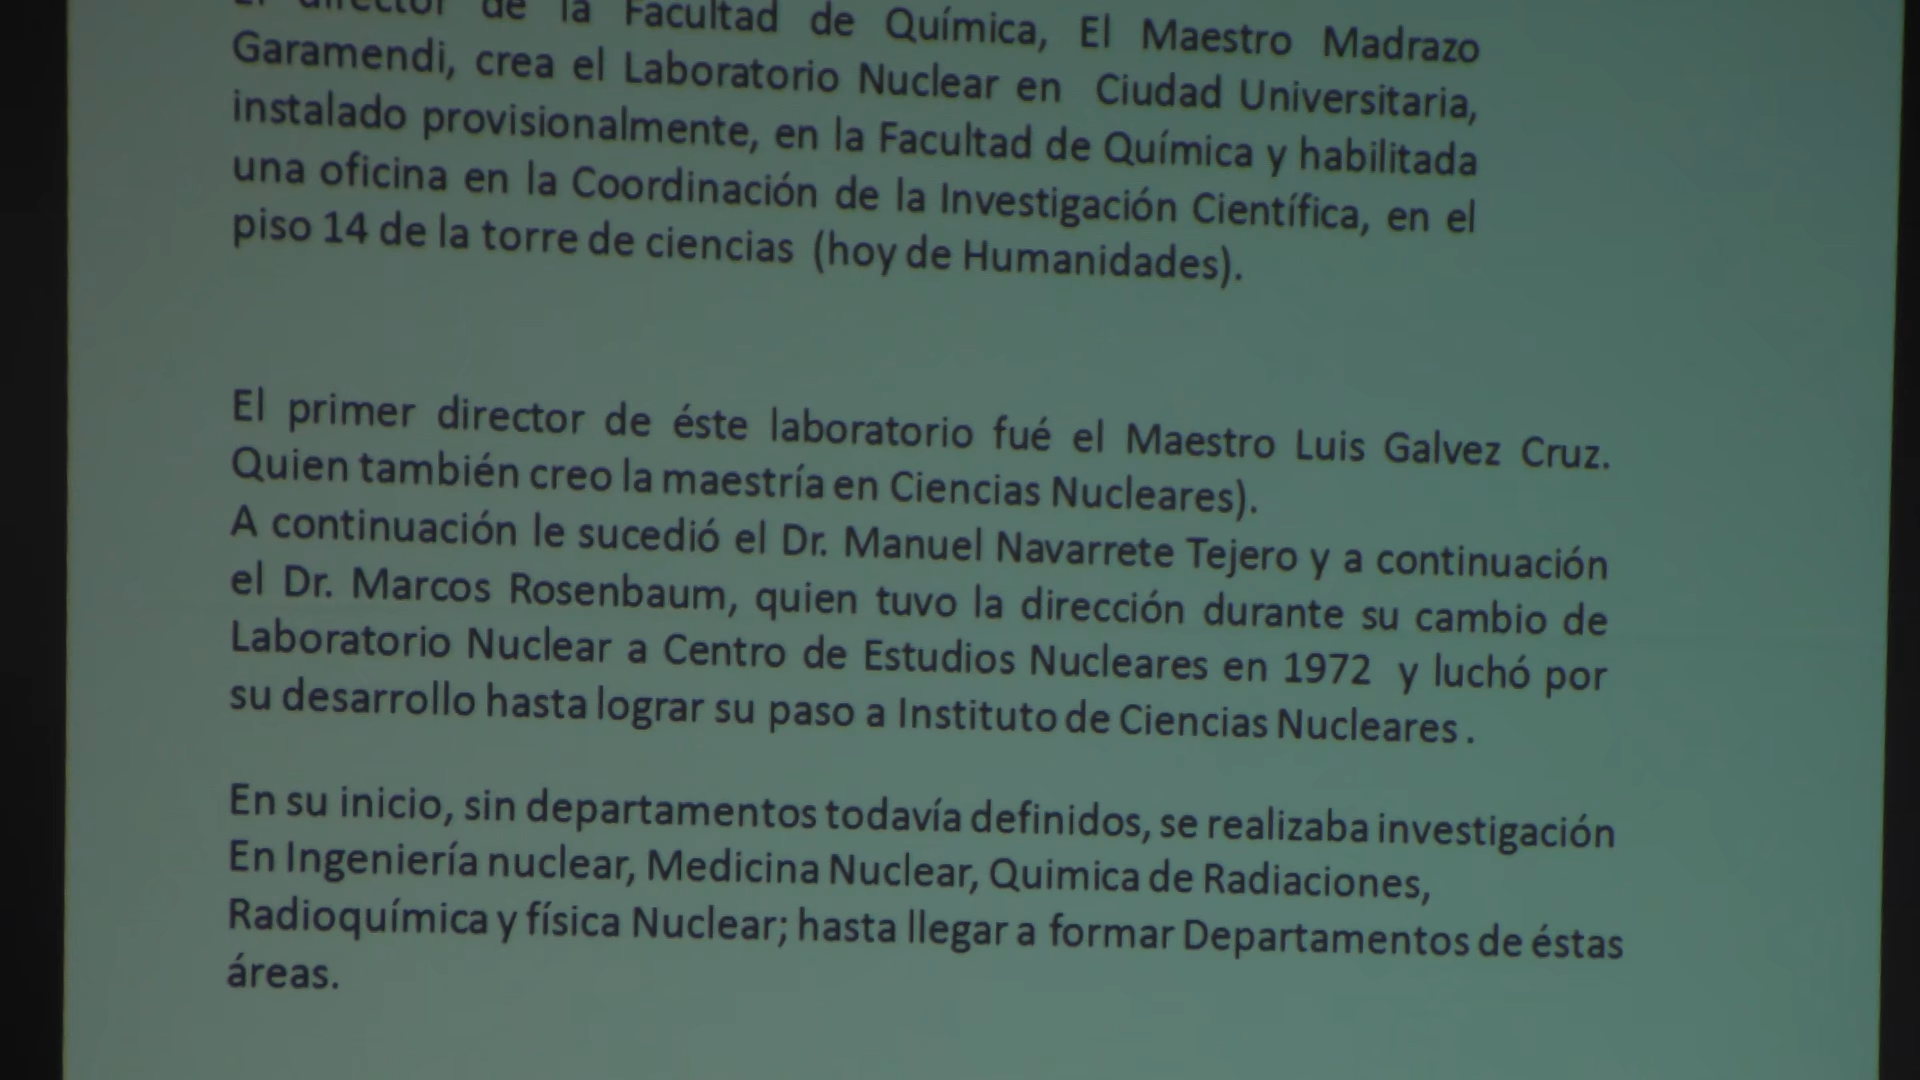 El director de la Facultad de Química, El Maestro Madrazo
Garamendi, crea el Laboratorio Nuclear en Ciudad Universitaria,
instalado provisionalmente, en la Facultad de Química y habilitada
una oficina en la Coordinación de la Investigación Científica, en el
piso 14 de la torre de ciencias (hoy de Humanidades).
El primer director de éste laboratorio fué el Maestro Luis Galvez Cruz.
Quien también creo la maestría en Ciencias Nucleares).
A continuación le sucedió el Dr. Manuel Navarrete Tejero y a continuación
el Dr. Marcos Rosenbaum, quien tuvo la dirección durante su cambio de
Laboratorio Nuclear a Centro de Estudios Nucleares en 1972 y luchó por
su desarrollo hasta lograr su paso a Instituto de Ciencias Nucleares .
En su inicio, sin departamentos todavía definidos, se realizaba investigación
En Ingeniería nuclear, Medicina Nuclear, Quimica de Radiaciones,
Radioquímica y física Nuclear; hasta llegar a formar Departamentos de éstas
áreas.